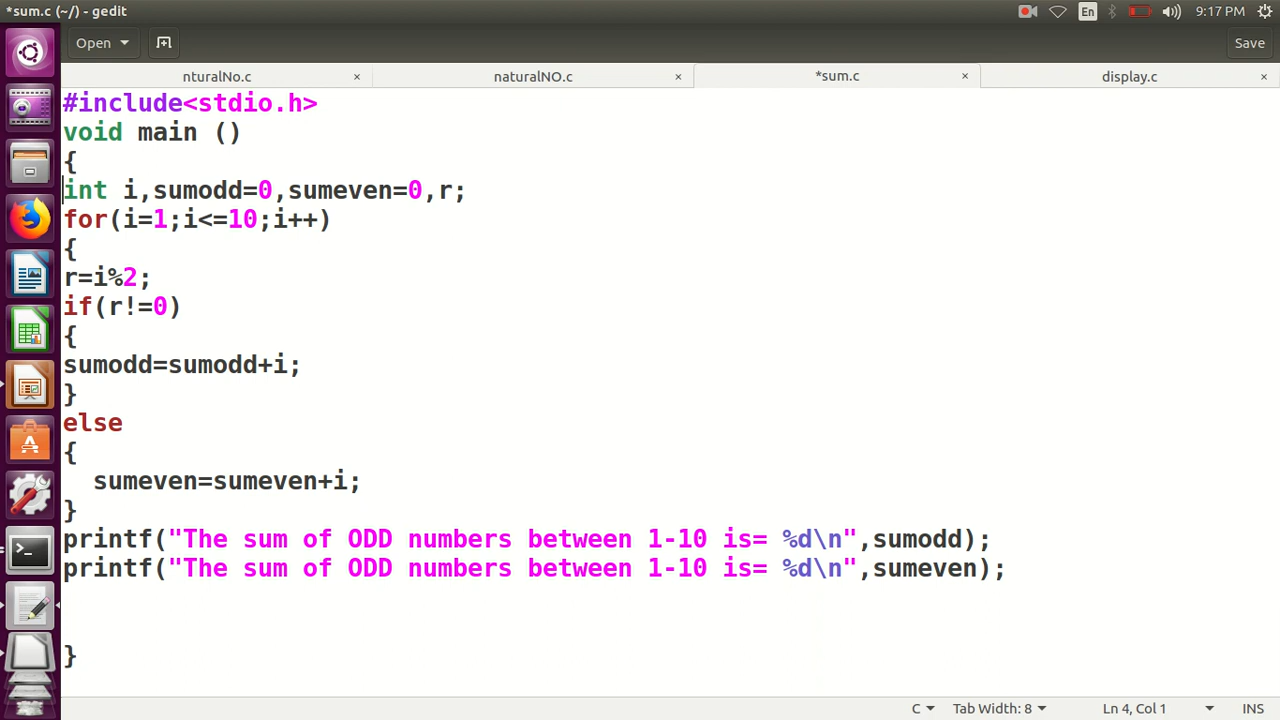 *sum.c (~/) - gedit
En
9:17 PM
Open
Save
nturalNo.c ×
naturalNO.c ×
*sum.c ×
display.c ×
#include<stdio.h>
void main ()
{
int i,sumodd=0,sumeven=0,r;
for(i=1;i<=10;i++)
{
r=i%2;
if(r!=0)
{
sumodd=sumodd+i;
}
else
{
sumeven=sumeven+i;
}
printf("The sum of ODD numbers between 1-10 is= %d\n",sumodd);
printf("The sum of ODD numbers between 1-10 is= %d\n",sumeven);
}
C
Tab Width: 8
Ln 4, Col 1
INS